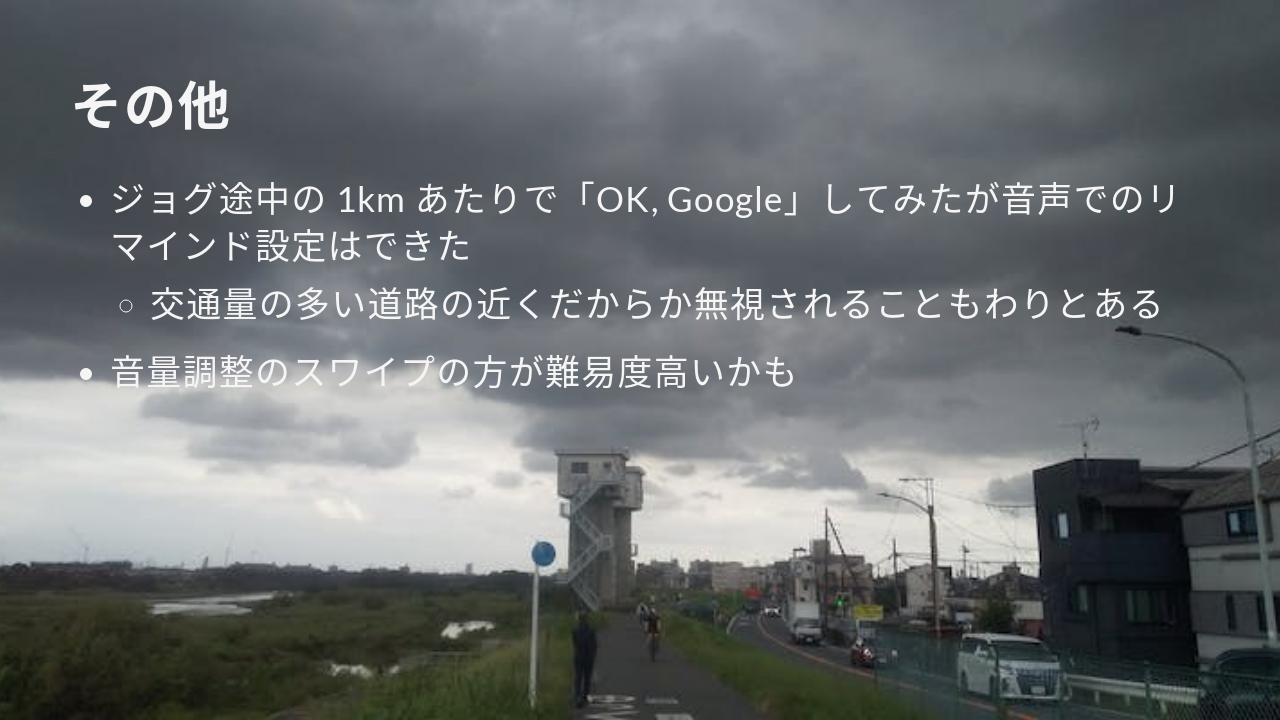 その他
ジョグ途中の 1km あたりで「OK, Google」してみたが音声でのリ
マインド設定はできた
交通量の多い道路の近くだからか無視されることもわりとある
音量調整のスワイプの方が難易度高いかも